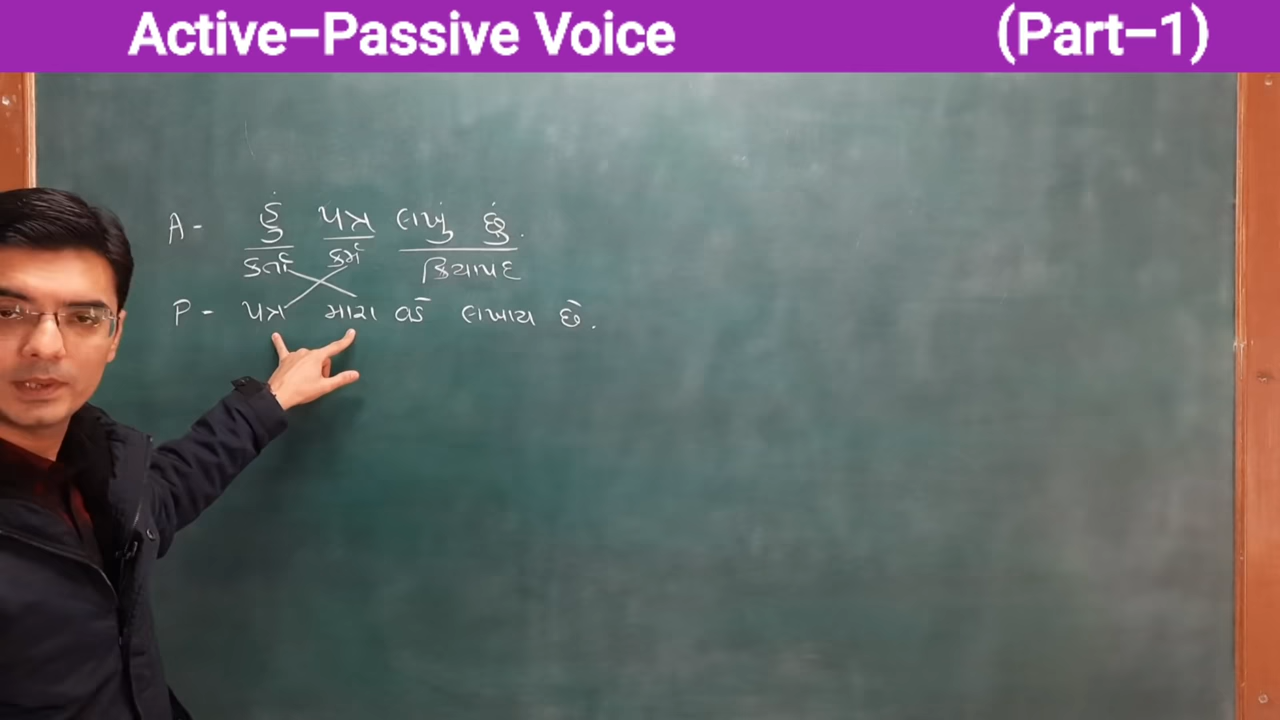 Active–Passive Voice (Part–1)
A - હું પત્ર લખું છું.
કર્તા કર્મ ક્રિયાપદ
P - પત્ર મારા વડે લખાય છે.